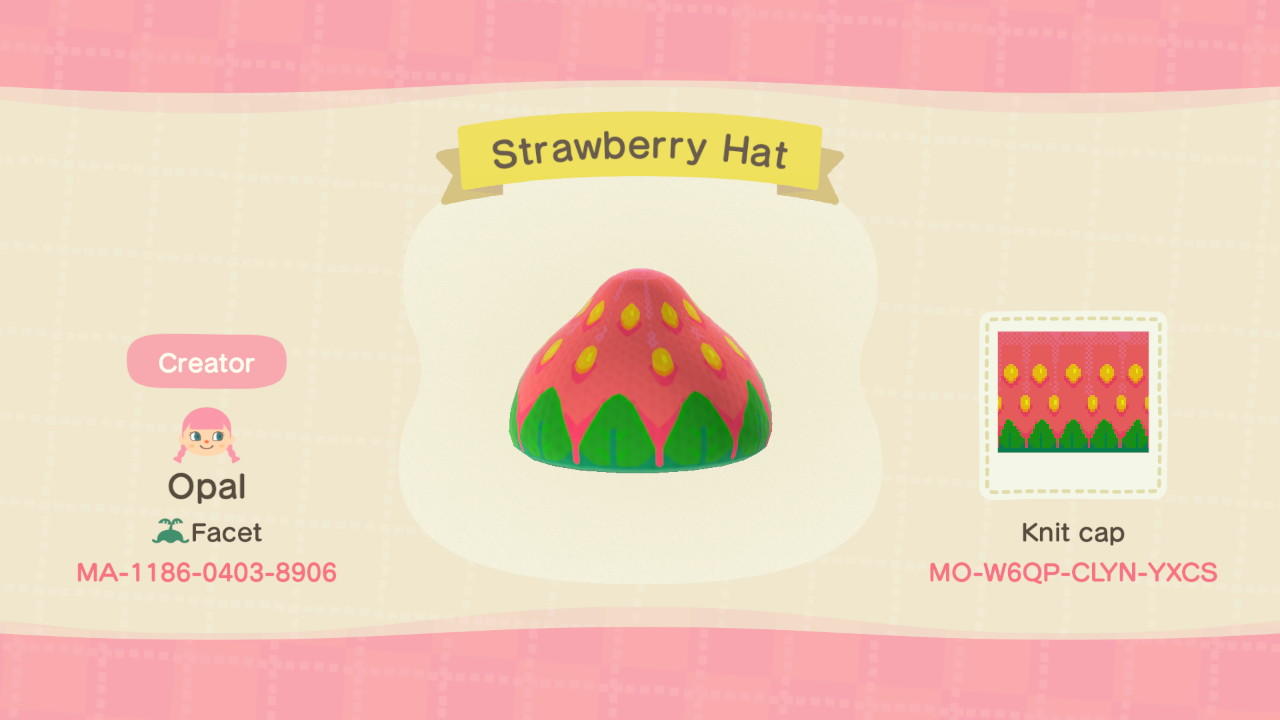 Strawberry Hat
Creator
Opal
Facet
MA-1186-0403-8906
Knit cap
MO-W6QP-CLYN-YXCS